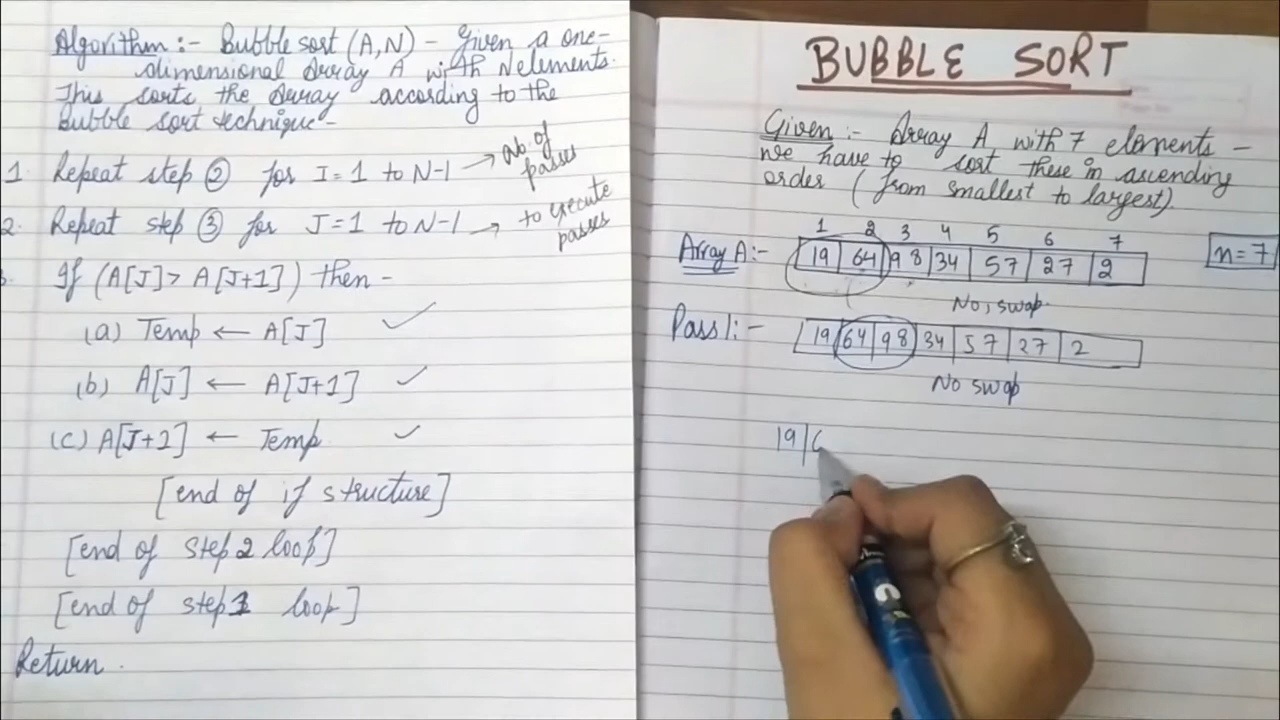 Algorithm :- Bubble sort (A,N) - Given a one-
dimensional Array A with N elements.
This sorts the Array according to the
Bubble sort technique -
1. Repeat step ② for I = 1 to N-1 → No. of passes
2. Repeat step ③ for J = 1 to N-1 → to execute passes
If (A[J] > A[J+1]) then -
(a) Temp ← A[J] ✓
(b) A[J] ← A[J+1] ✓
(c) A[J+1] ← Temp ✓
[end of if structure]
[end of step 2 loop]
[end of step 1 loop]
Return.
BUBBLE SORT
Given :- Array A with 7 elements -
we have to sort these in ascending
order (from smallest to largest)
1 2 3 4 5 6 7
Array A:- 19 64 98 34 57 27 2 n = 7
No, swap
Pass 1:- 19 64 98 34 57 27 2
No swap
19